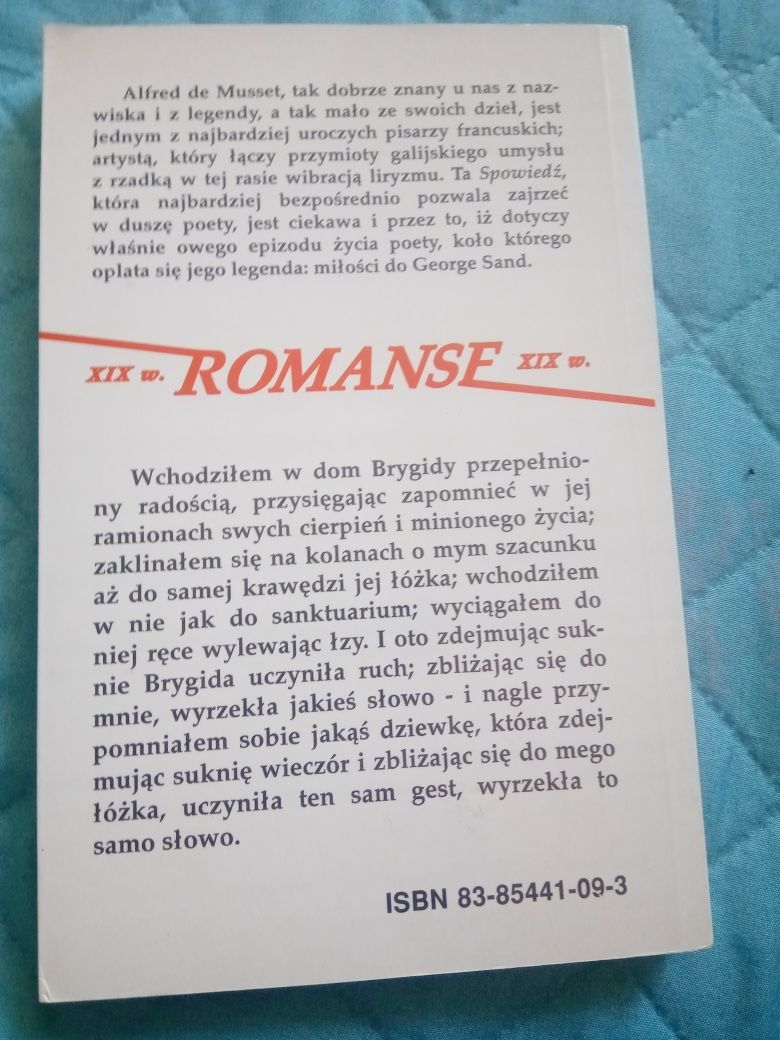 Alfred de Musset, tak dobrze znany u nas z naz-
wiska i z legendy, a tak mało ze swoich dzieł, jest
jednym z najbardziej uroczych pisarzy francuskich;
artystą, który łączy przymioty galijskiego umysłu
z rzadką w tej rasie wibracją liryzmu. Ta Spowiedź,
która najbardziej bezpośrednio pozwala zajrzeć
w duszę poety, jest ciekawa i przez to, iż dotyczy
właśnie owego epizodu życia poety, koło którego
oplata się jego legenda: miłości do George Sand.
XIX w. ROMANSE XIX w.
Wchodziłem w dom Brygidy przepełnio-
ny radością, przysięgając zapomnieć w jej
ramionach swych cierpień i minionego życia;
zaklinałem się na kolanach o mym szacunku
aż do samej krawędzi jej łóżka; wchodziłem
w nie jak do sanktuarium; wyciągałem do
niej ręce wylewając łzy. I oto zdejmując suk-
nie Brygida uczyniła ruch; zbliżając się do
mnie, wyrzekła jakieś słowo - i nagle przy-
pomniałem sobie jakąś dziewkę, która zdej-
mując suknię wieczór i zbliżając się do mego
łóżka, uczyniła ten sam gest, wyrzekła to
samo słowo.
ISBN 83-85441-09-3